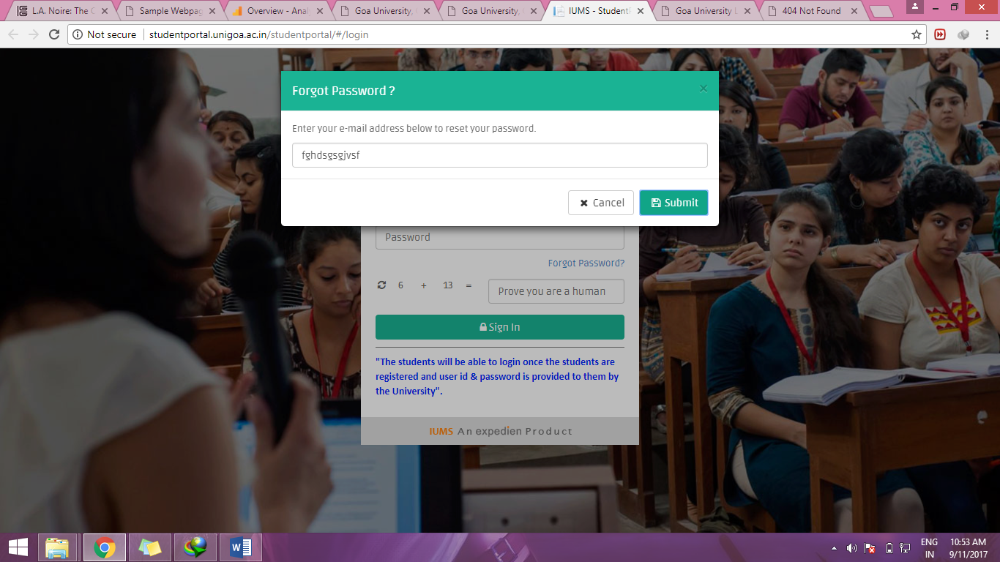 L.A. Noire: The C
Sample Webpag
Overview - Anal
Goa University,
Goa University,
IUMS - StudentP
Goa University L
404 Not Found
Not secure
studentportal.unigoa.ac.in/studentportal/#/login
Forgot Password ?
×
Enter your e-mail address below to reset your password.
fghdsgsgjvsf
Cancel
Submit
Password
Forgot Password?
6 + 13 =
Prove you are a human
Sign In
"The students will be able to login once the students are
registered and user id & password is provided to them by
the University".
IUMS An expedien Product
ENG 10:53 AM
IN 9/11/2017